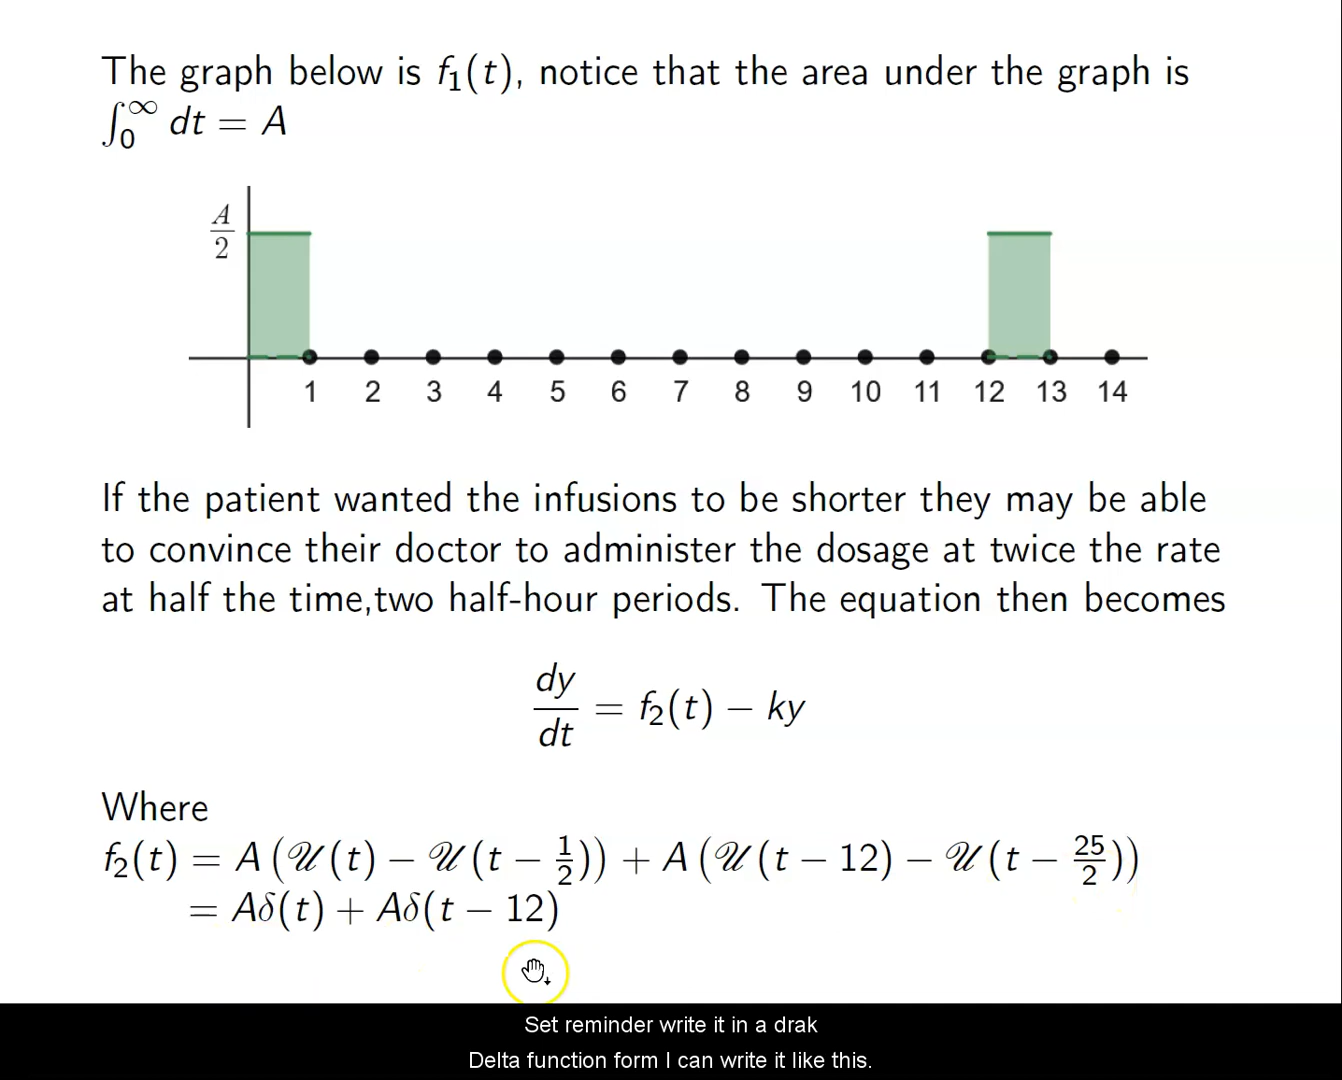 The graph below is f₁(t), notice that the area under the graph is
∫₀^∞ dt = A
A/2
1 2 3 4 5 6 7 8 9 10 11 12 13 14
If the patient wanted the infusions to be shorter they may be able
to convince their doctor to administer the dosage at twice the rate
at half the time,two half-hour periods. The equation then becomes
dy/dt = f₂(t) − ky
Where
f₂(t) = A(𝒰(t) − 𝒰(t − 1/2)) + A(𝒰(t − 12) − 𝒰(t − 25/2))
= Aδ(t) + Aδ(t − 12)
Set reminder write it in a drak
Delta function form I can write it like this.